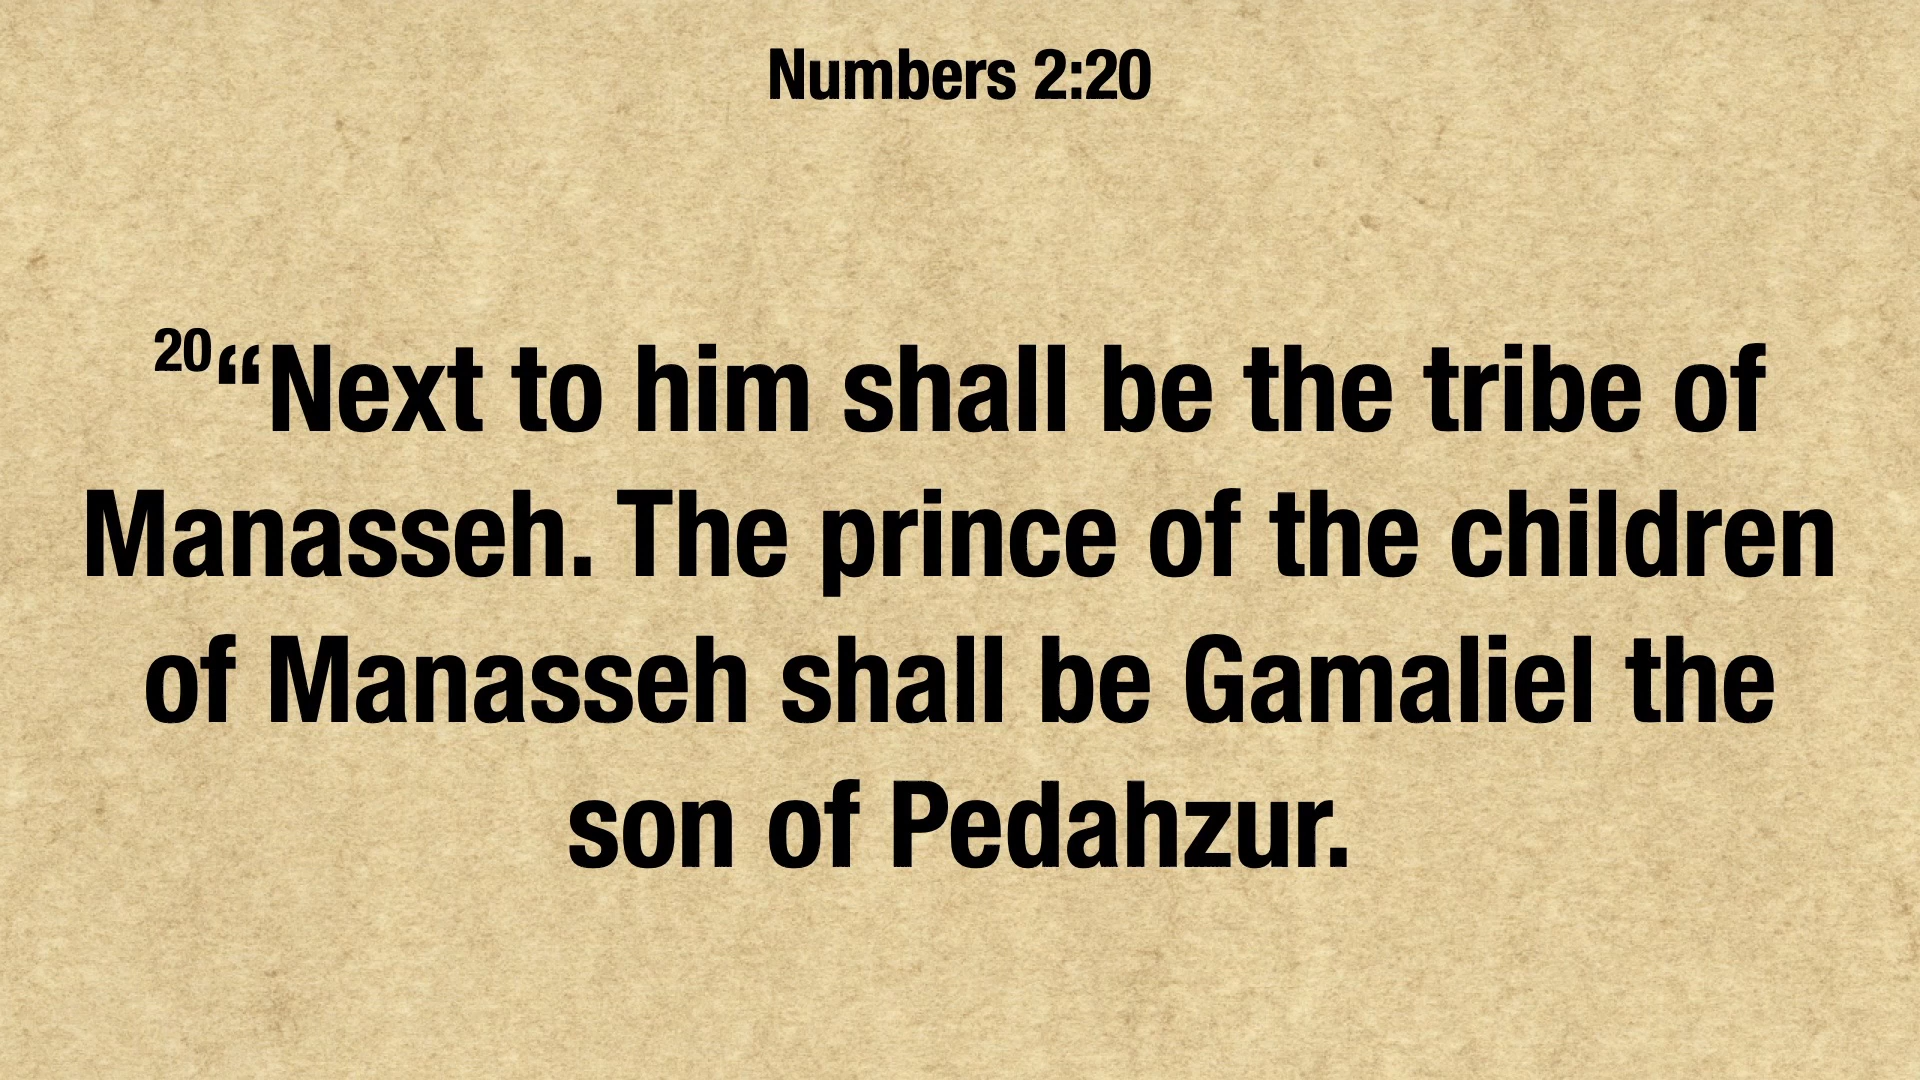 Numbers 2:20
20“Next to him shall be the tribe of
Manasseh. The prince of the children
of Manasseh shall be Gamaliel the
son of Pedahzur.